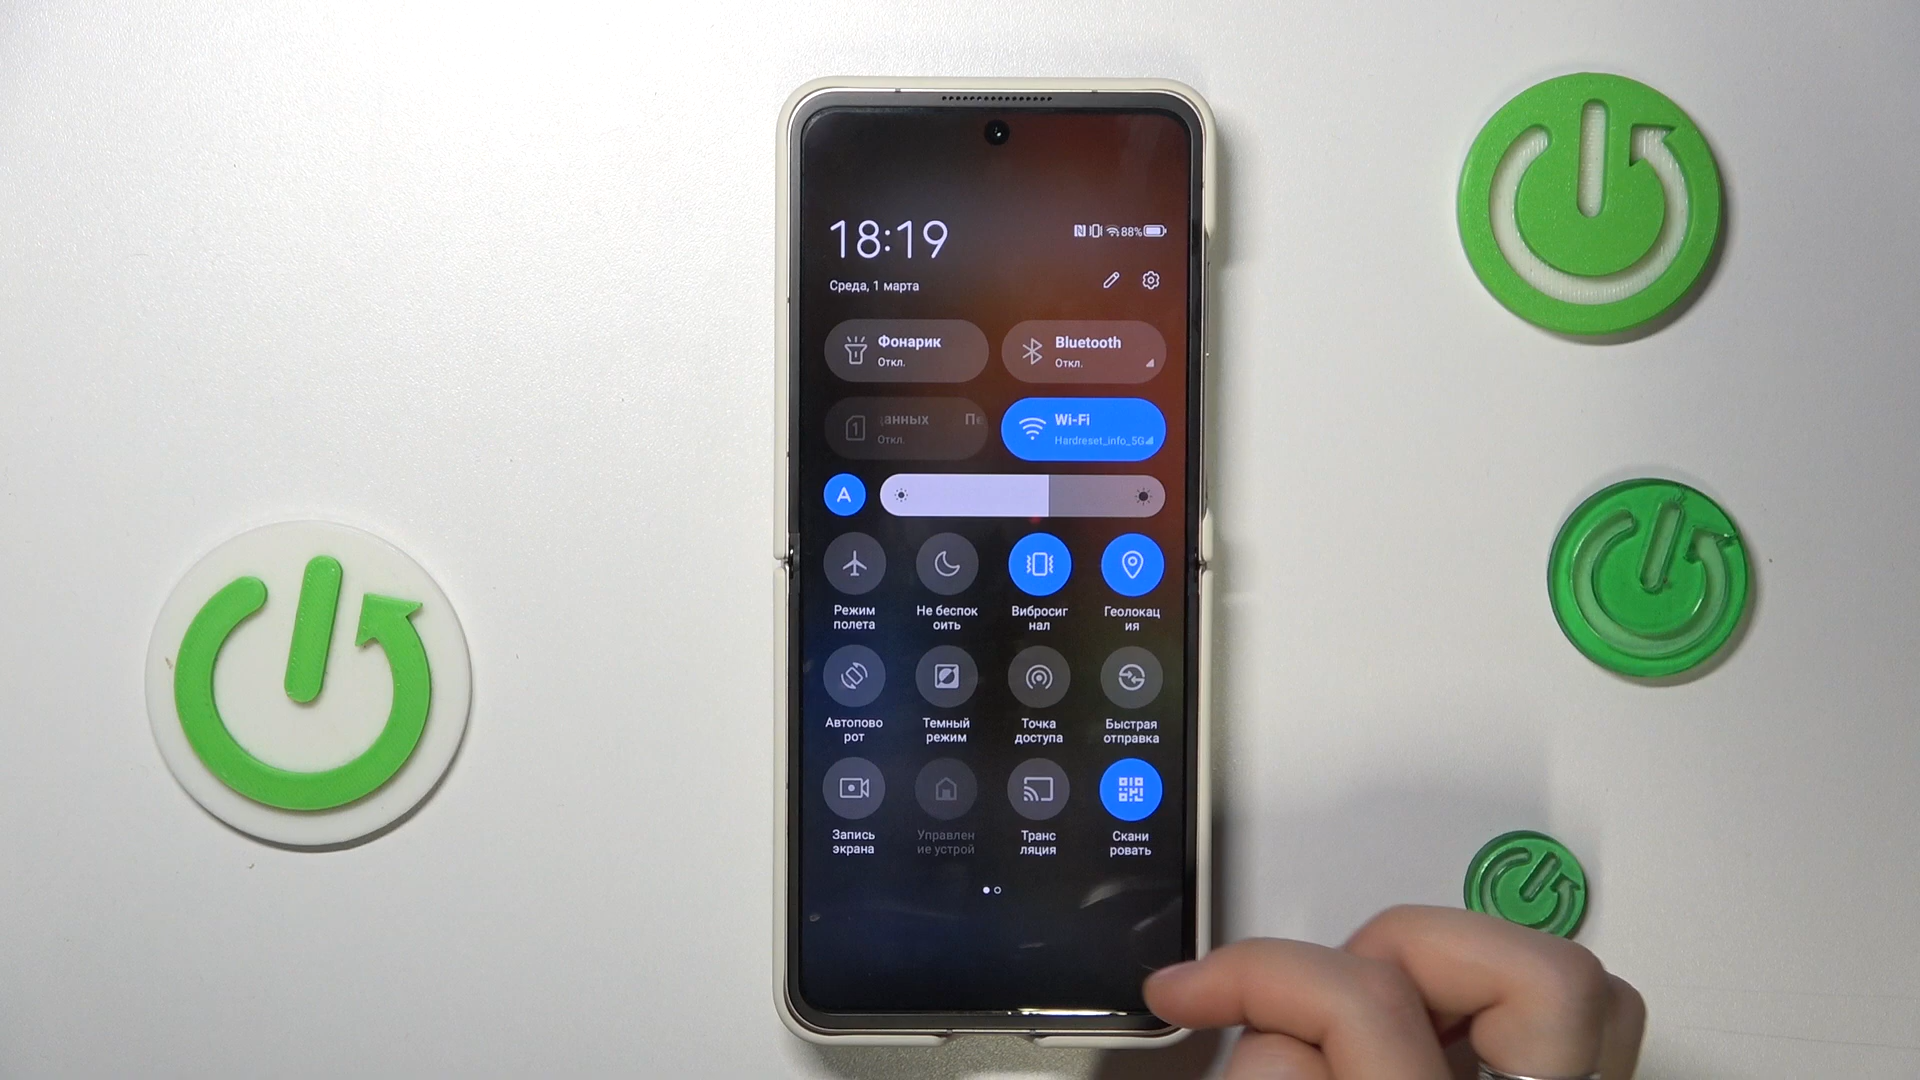 18:19
88%
Среда, 1 марта
Фонарик
Откл.
Bluetooth
Откл.
1
анных
Пе
Откл.
Wi-Fi
Hardreset_info_5G
A
Режим
полета
Не беспок
оить
Вибросиг
нал
Геолокац
ия
Автопово
рот
Темный
режим
Точка
доступа
Быстрая
отправка
Запись
экрана
Управлен
ие устрой
Транс
ляция
Скани
ровать